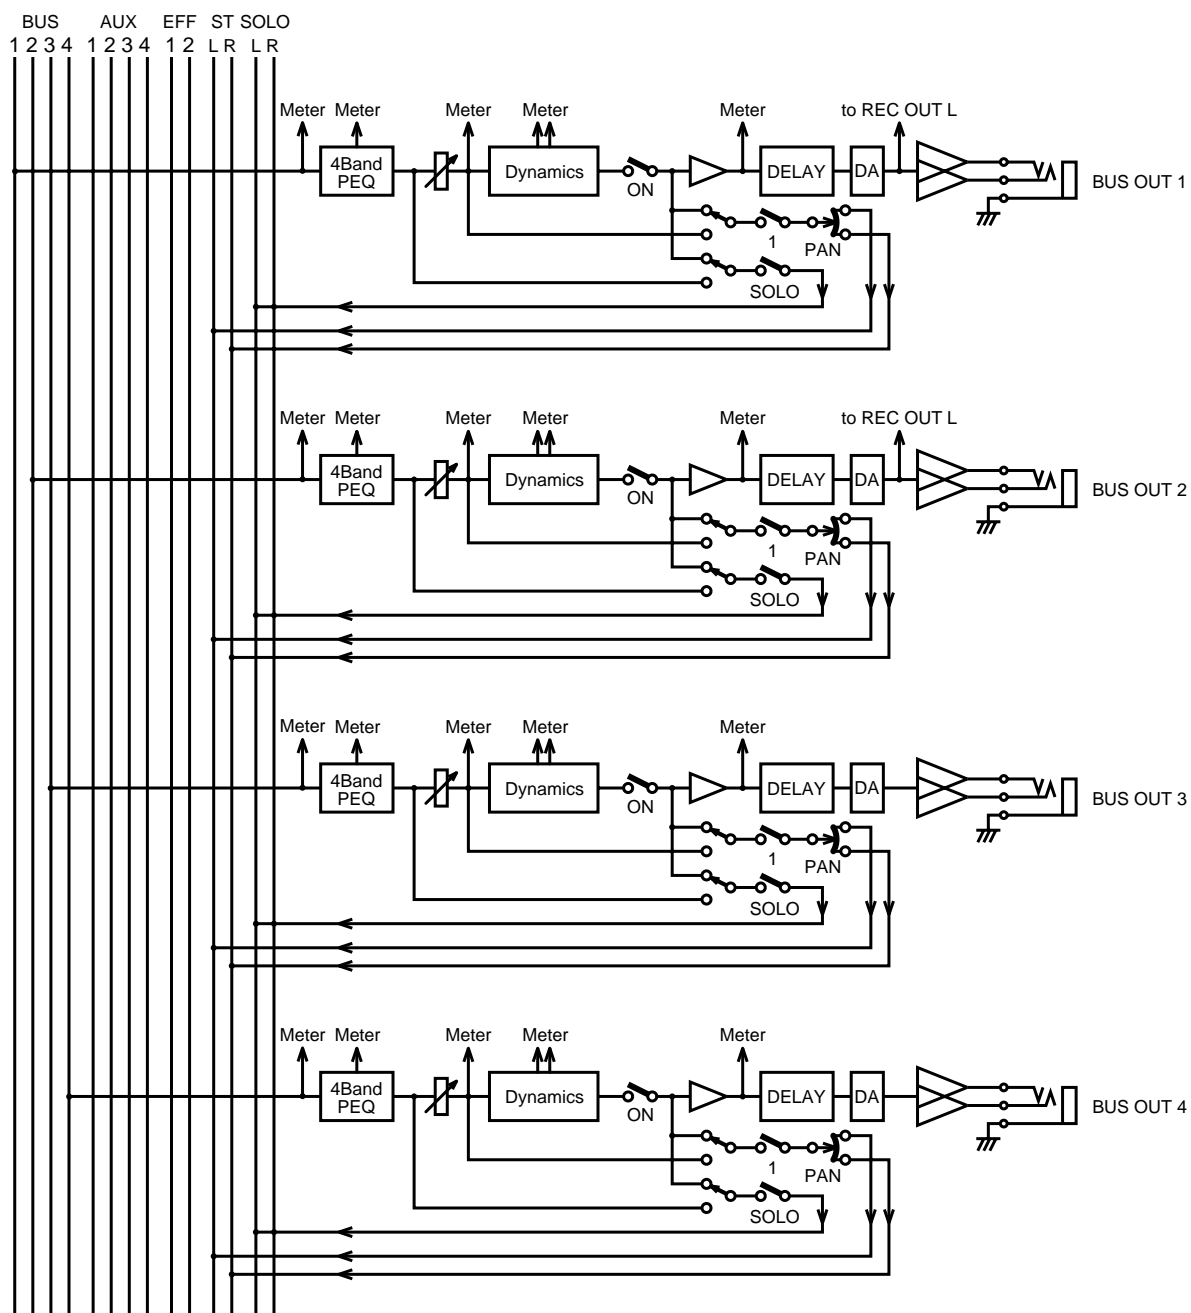 BUS AUX EFF ST SOLO
1 2 3 4 1 2 3 4 1 2 L R L R
Meter Meter Meter Meter Meter to REC OUT L
4Band
PEQ
Dynamics
ON
DELAY
DA
BUS OUT 1
1
PAN
SOLO
Meter Meter Meter Meter Meter to REC OUT L
4Band
PEQ
Dynamics
ON
DELAY
DA
BUS OUT 2
1
PAN
SOLO
Meter Meter Meter Meter Meter
4Band
PEQ
Dynamics
ON
DELAY
DA
BUS OUT 3
1
PAN
SOLO
Meter Meter Meter Meter Meter
4Band
PEQ
Dynamics
ON
DELAY
DA
BUS OUT 4
1
PAN
SOLO